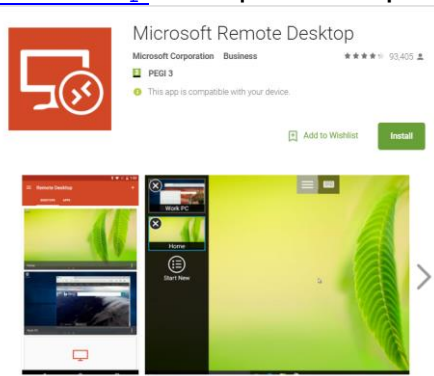 Microsoft Remote Desktop
Microsoft Corporation Business
93,405
PEGI 3
This app is compatible with your device.
Add to Wishlist
Install
Remote Desktop
Work PC
Home
Start New